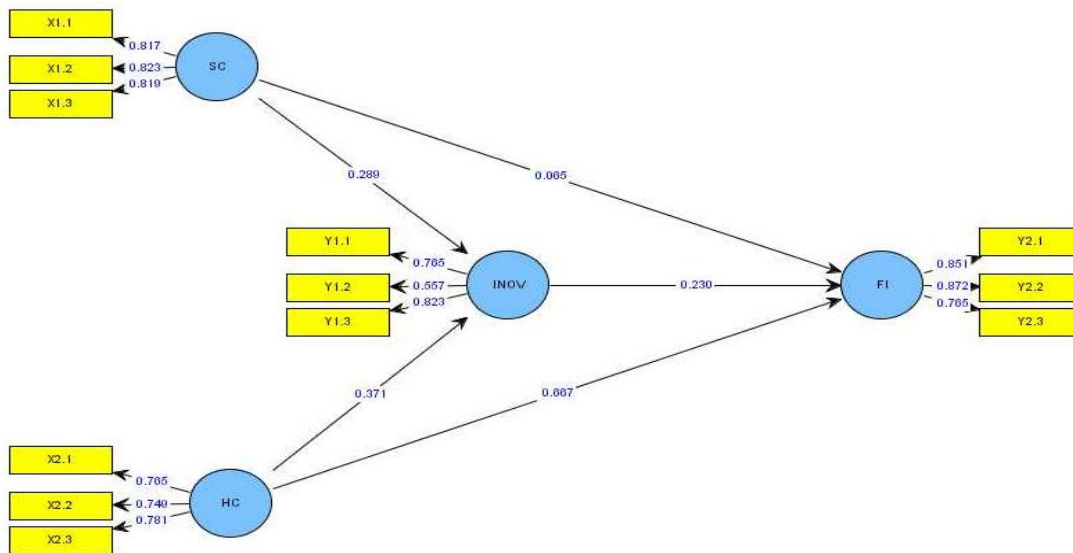 X1.1
0.817
SC
X1.2
0.823
X1.3
0.819
0.289
0.065
Y1.1
0.765
INOV
Y1.2
0.557
Y1.3
0.823
0.230
FI
0.851
Y2.1
0.872
Y2.2
0.765
Y2.3
0.371
0.667
X2.1
0.765
HC
X2.2
0.740
X2.3
0.781